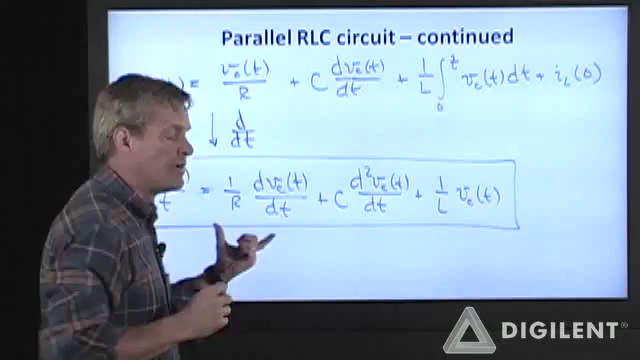 Parallel RLC circuit – continued
(t) = v_c(t)/R + C dv_c(t)/dt + 1/L ∫_0^t v_c(t) dt + i_L(0)
↓ d/dt
) / t = 1/R dv_c(t)/dt + C d²v_c(t)/dt + 1/L v_c(t)
DIGILENT®